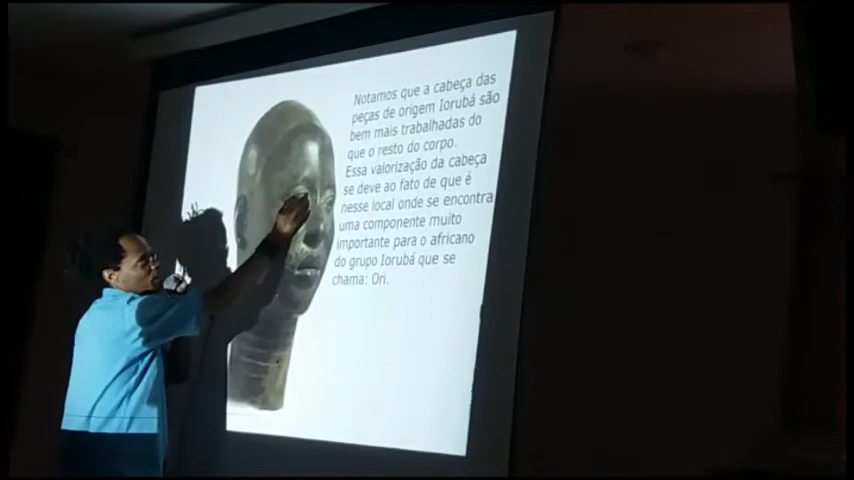 Notamos que a cabeça das
peças de origem Iorubá são
bem mais trabalhadas do
que o resto do corpo.
Essa valorização da cabeça
se deve ao fato de que é
nesse local onde se encontra
uma componente muito
importante para o africano
do grupo Iorubá que se
chama: Ori.